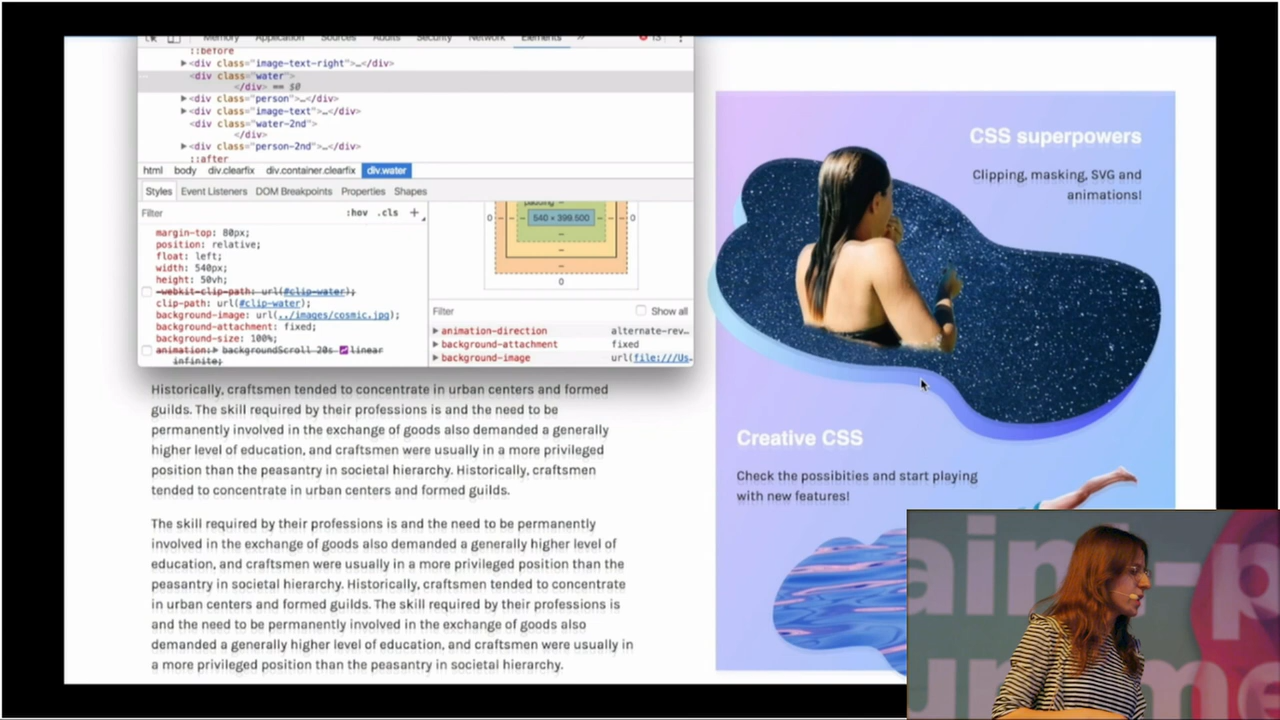 Memory Application Sources Audits Security Network Elements » 13
::before
▶<div class="image-text-right">…</div>
<div class="water">
</div> == $0
▶<div class="person">…</div>
▶<div class="image-text">…</div>
<div class="water-2nd">
</div>
▶<div class="person-2nd">…</div>
::after
html body div.clearfix div.container.clearfix div.water
Styles Event Listeners DOM Breakpoints Properties Shapes
Filter :hov .cls +
margin-top: 80px;
position: relative;
float: left;
width: 540px;
height: 50vh;
-webkit-clip-path: url(#clip-water);
clip-path: url(#clip-water);
background-image: url(../images/cosmic.jpg);
background-attachment: fixed;
background-size: 100%;
animation:▶ backgroundScroll 20s linear
infinite;
padding
0 540 × 399.500 0
0
Filter Show all
▶animation-direction alternate-rev…
▶background-attachment fixed
▶background-image url(file:///Us…
Historically, craftsmen tended to concentrate in urban centers and formed
guilds. The skill required by their professions is and the need to be
permanently involved in the exchange of goods also demanded a generally
higher level of education, and craftsmen were usually in a more privileged
position than the peasantry in societal hierarchy. Historically, craftsmen
tended to concentrate in urban centers and formed guilds.
The skill required by their professions is and the need to be permanently
involved in the exchange of goods also demanded a generally higher level of
education, and craftsmen were usually in a more privileged position than the
peasantry in societal hierarchy. Historically, craftsmen tended to concentrate
in urban centers and formed guilds. The skill required by their professions is
and the need to be permanently involved in the exchange of goods also
demanded a generally higher level of education, and craftsmen were usually in
a more privileged position than the peasantry in societal hierarchy.
CSS superpowers
Clipping, masking, SVG and
animations!
Creative CSS
Check the possibities and start playing
with new features!